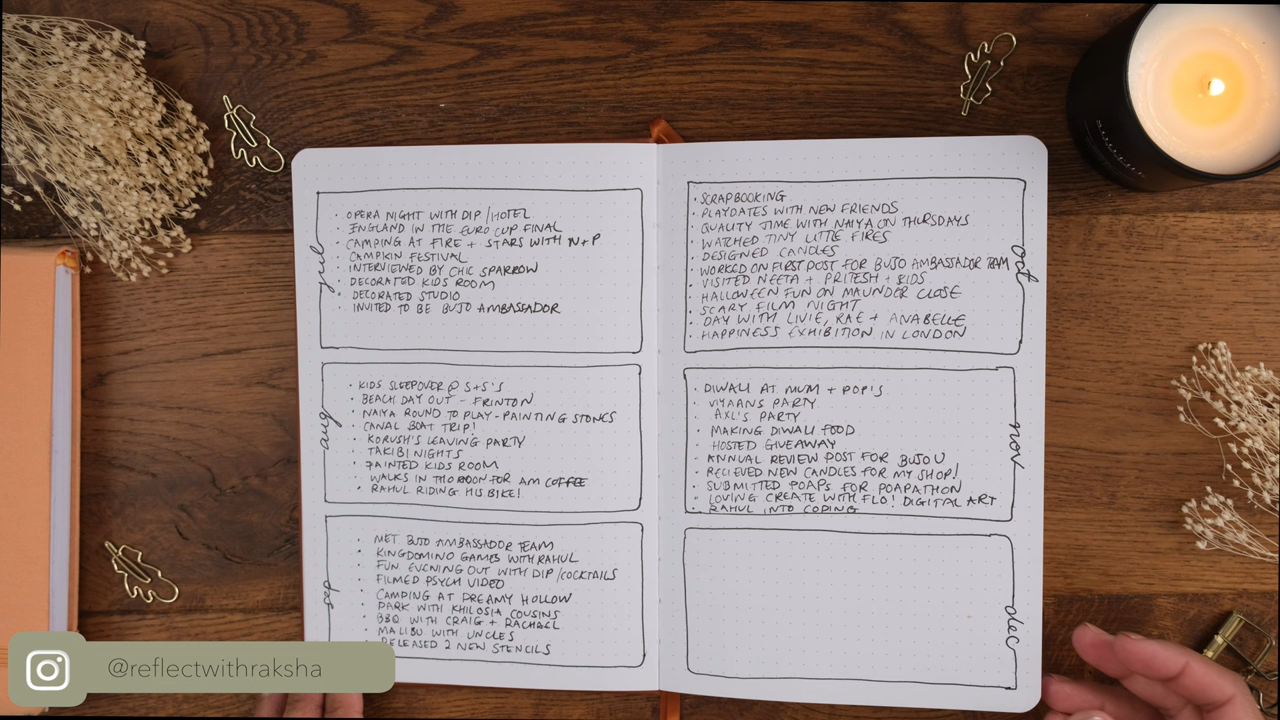 july
• OPERA NIGHT WITH DIP / HOTEL
• ENGLAND IN THE EURO CUP FINAL
• CAMPING AT FIRE + STARS WITH N+P
• CAMPKIN FESTIVAL
• INTERVIEWED BY CHIC SPARROW
• DECORATED KIDS ROOM
• DECORATED STUDIO
• INVITED TO BE BUJO AMBASSADOR
aug
• KIDS SLEEPOVER @ S+S'S
• BEACH DAY OUT - FRINTON
• NAIYA ROUND TO PLAY - PAINTING STONES
• CANAL BOAT TRIP!
• KORUSH'S LEAVING PARTY
• TAKIBI NIGHTS
• PAINTED KIDS ROOM
• WALKS IN THORNDON FOR AM COFFEE
• RAHUL RIDING HIS BIKE!
sep
• MET BUJO AMBASSADOR TEAM
• KINGDOMINO GAMES WITH RAHUL
• FUN EVENING OUT WITH DIP / COCKTAILS
• FILMED PSYCH VIDEO
• CAMPING AT DREAMY HOLLOW
• PARK WITH KHILOSIA COUSINS
• BBQ WITH CRAIG + RACHAEL
• MALIBU WITH UNCLES
RELEASED 2 NEW STENCILS
oct
• SCRAPBOOKING
• PLAYDATES WITH NEW FRIENDS
• QUALITY TIME WITH NAIYA ON THURSDAYS
• WATCHED TINY LITTLE FIRES
• DESIGNED CANDLES
• WORKED ON FIRST POST FOR BUJO AMBASSADOR TEAM
• VISITED NEETA + PRITESH + KIDS
• HALLOWEEN FUN ON MAUNDER CLOSE
• SCARY FILM NIGHT
• DAY WITH LIVIE, RAE + ANABELLE
• HAPPINESS EXHIBITION IN LONDON
nov
• DIWALI AT MUM + POP'S
• VIYAANS PARTY
• AXL'S PARTY
• MAKING DIWALI FOOD
• HOSTED GIVEAWAY
• ANNUAL REVIEW POST FOR BUJO U
• RECIEVED NEW CANDLES FOR MY SHOP!
• SUBMITTED POAPS FOR POAPATHON
• LOVING CREATE WITH FLO! DIGITAL ART
• RAHUL INTO CODING
dec
@reflectwithraksha